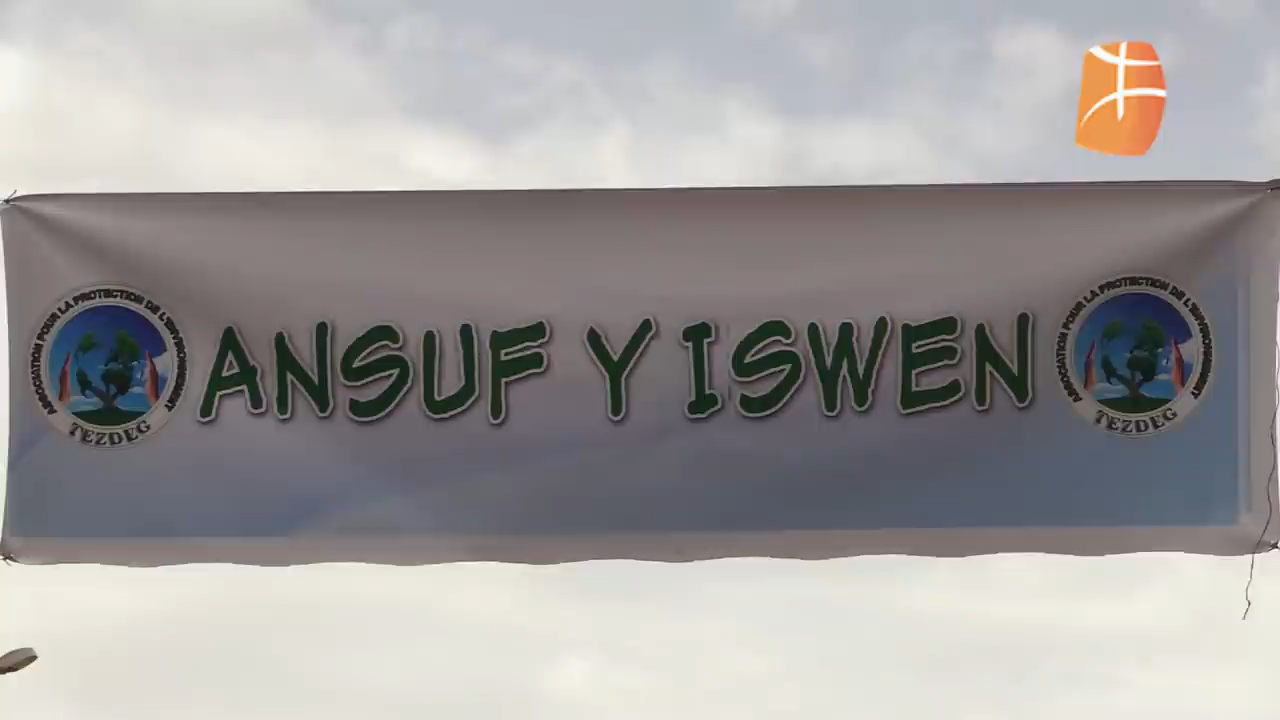 ANSUF Y ISWEN
ASSOCIATION POUR LA PROTECTION DE L'ENVIRONNEMENT
TEZDEG
ASSOCIATION POUR LA PROTECTION DE L'ENVIRONNEMENT
TEZDEG